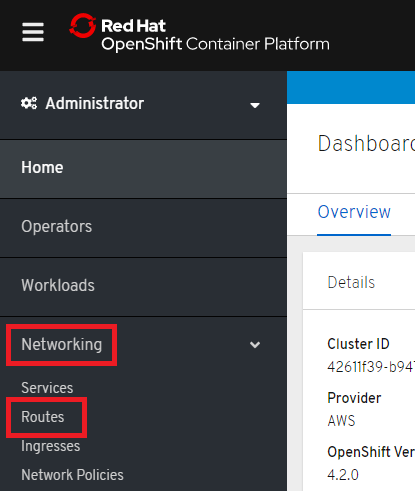 Red Hat
OpenShift Container Platform
Administrator
Home
Operators
Workloads
Networking
Services
Routes
Ingresses
Network Policies
Dashboard
Overview
Details
Cluster ID
42611f39-b947
Provider
AWS
OpenShift Ver
4.2.0